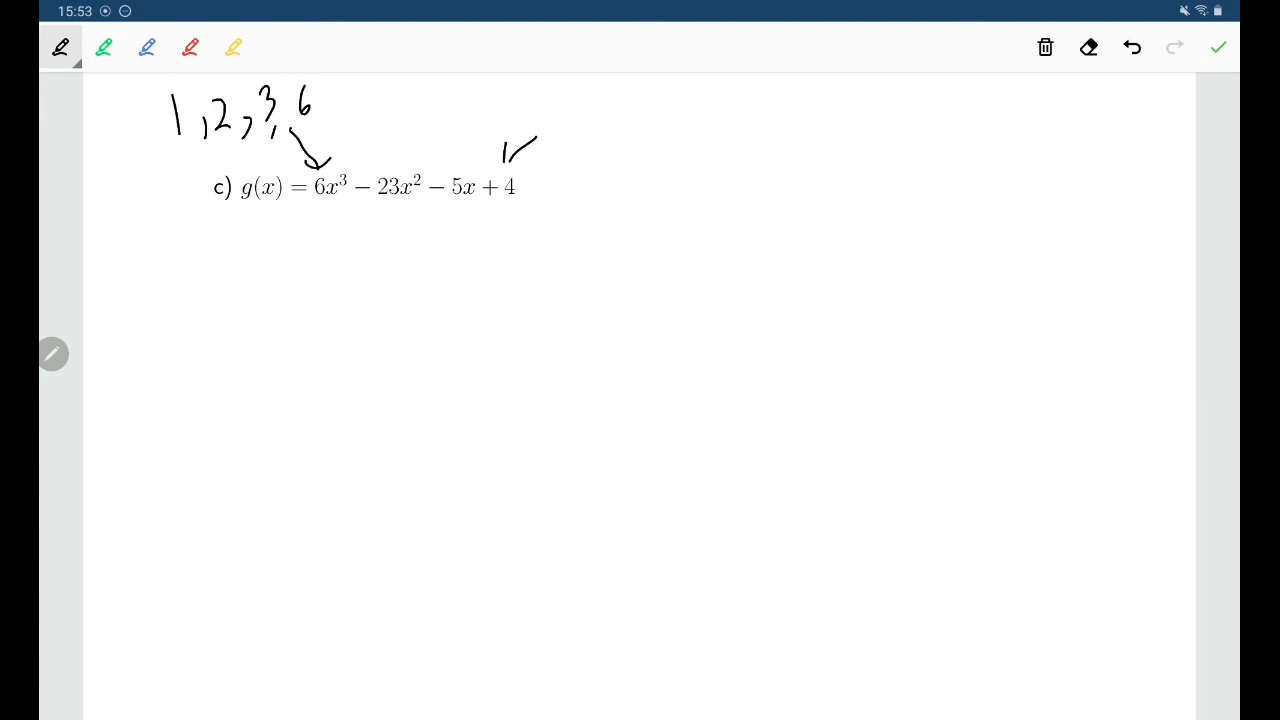 15:53
1, 2, 3, 6
c) g(x) = 6x³ − 23x² − 5x + 4